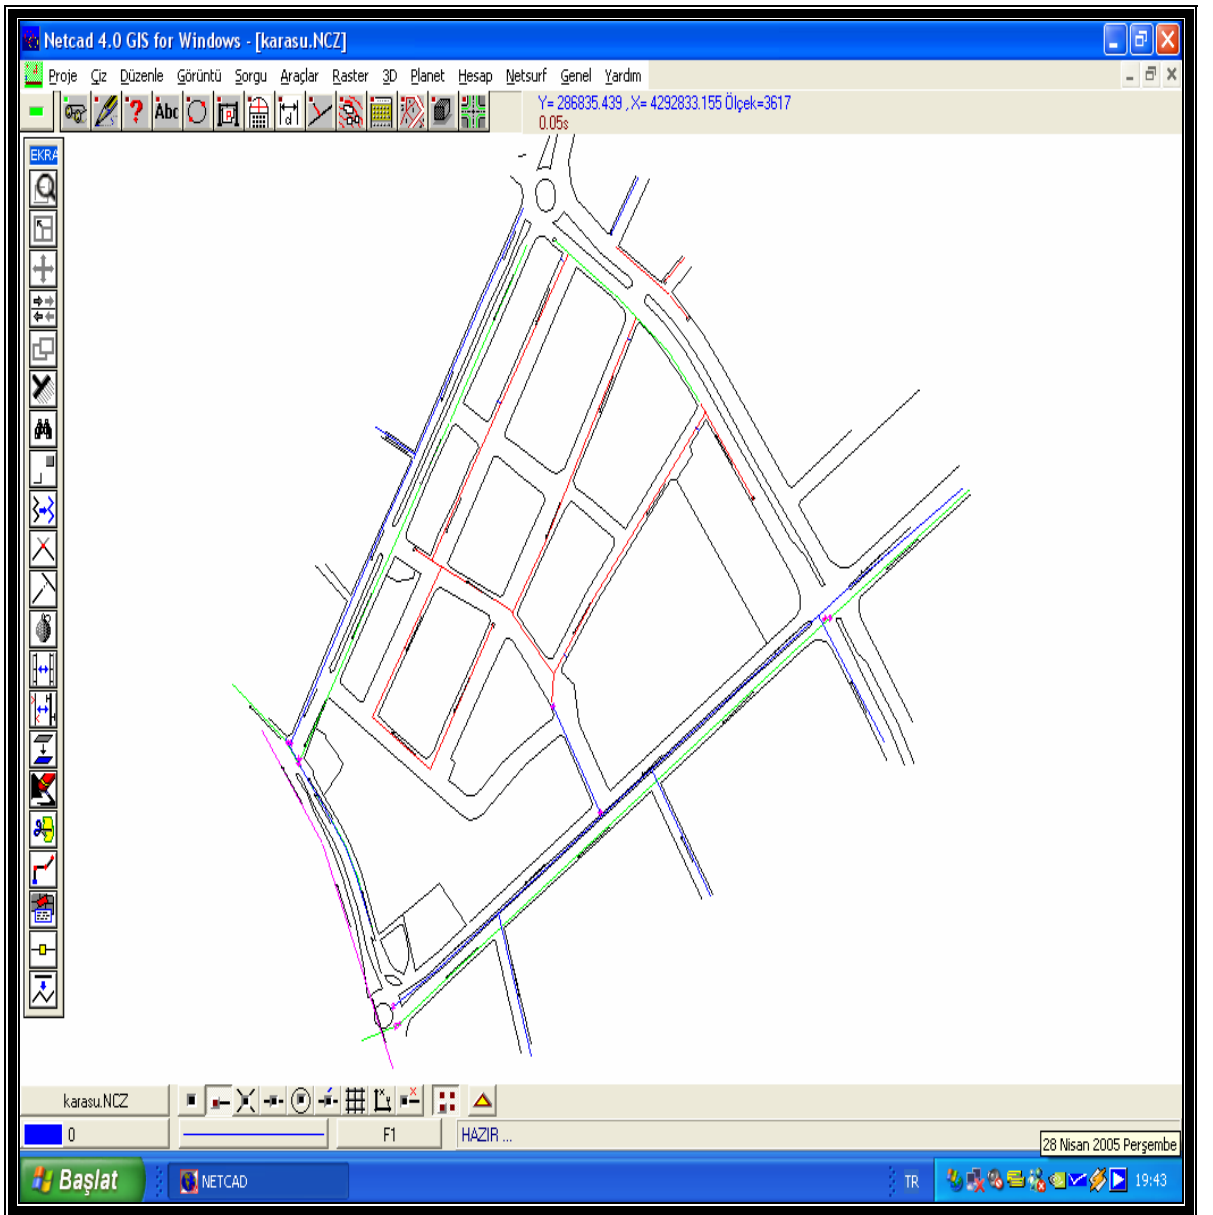 Netcad 4.0 GIS for Windows - [karasu.NCZ]
Proje Çiz Düzenle Görüntü Sorgu Araçlar Raster 3D Planet Hesap Netsurf Genel Yardım
Abc
Y= 286835.439 , X= 4292833.155 Ölçek=3617
0.05s
EKRA
karasu.NCZ
0
F1
HAZIR ...
28 Nisan 2005 Perşembe
Başlat
NETCAD
TR
19:43